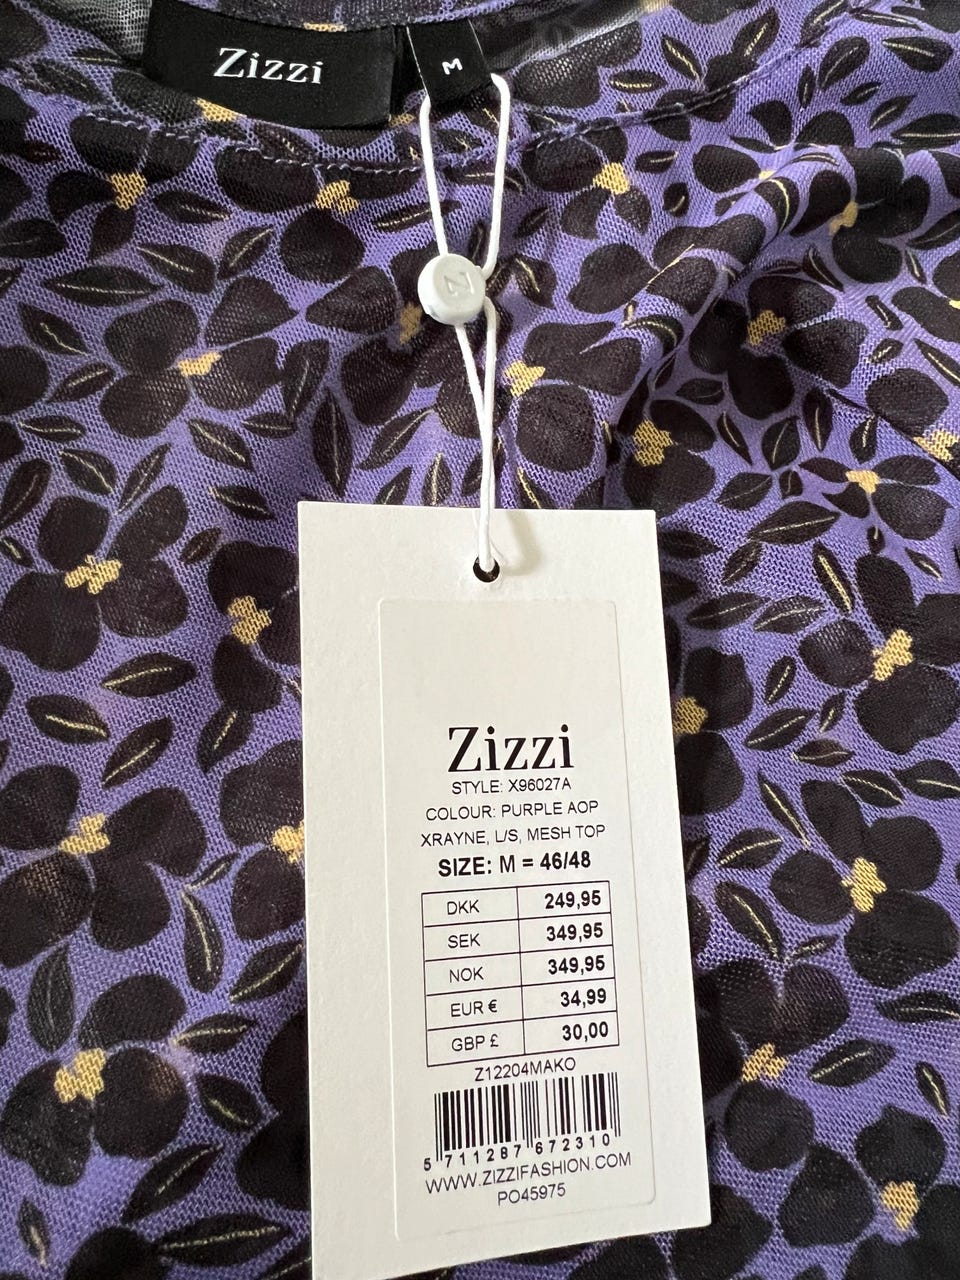 Zizzi
M
Zizzi
STYLE: X96027A
COLOUR: PURPLE AOP
XRAYNE, L/S, MESH TOP
SIZE: M = 46/48
DKK 249,95
SEK 349,95
NOK 349,95
EUR € 34,99
GBP £ 30,00
Z12204MAKO
5 711287 672310
WWW.ZIZZIFASHION.COM
PO45975